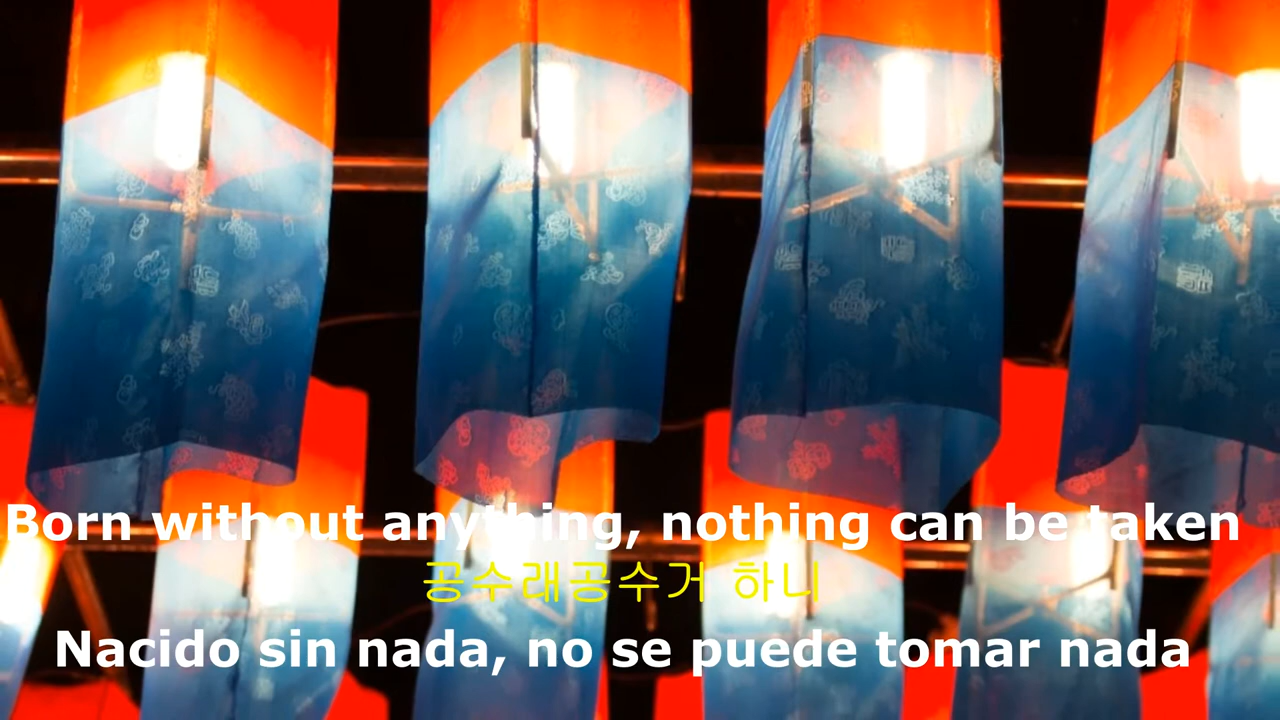 Born without anything, nothing can be taken
공수래공수거 하니
Nacido sin nada, no se puede tomar nada